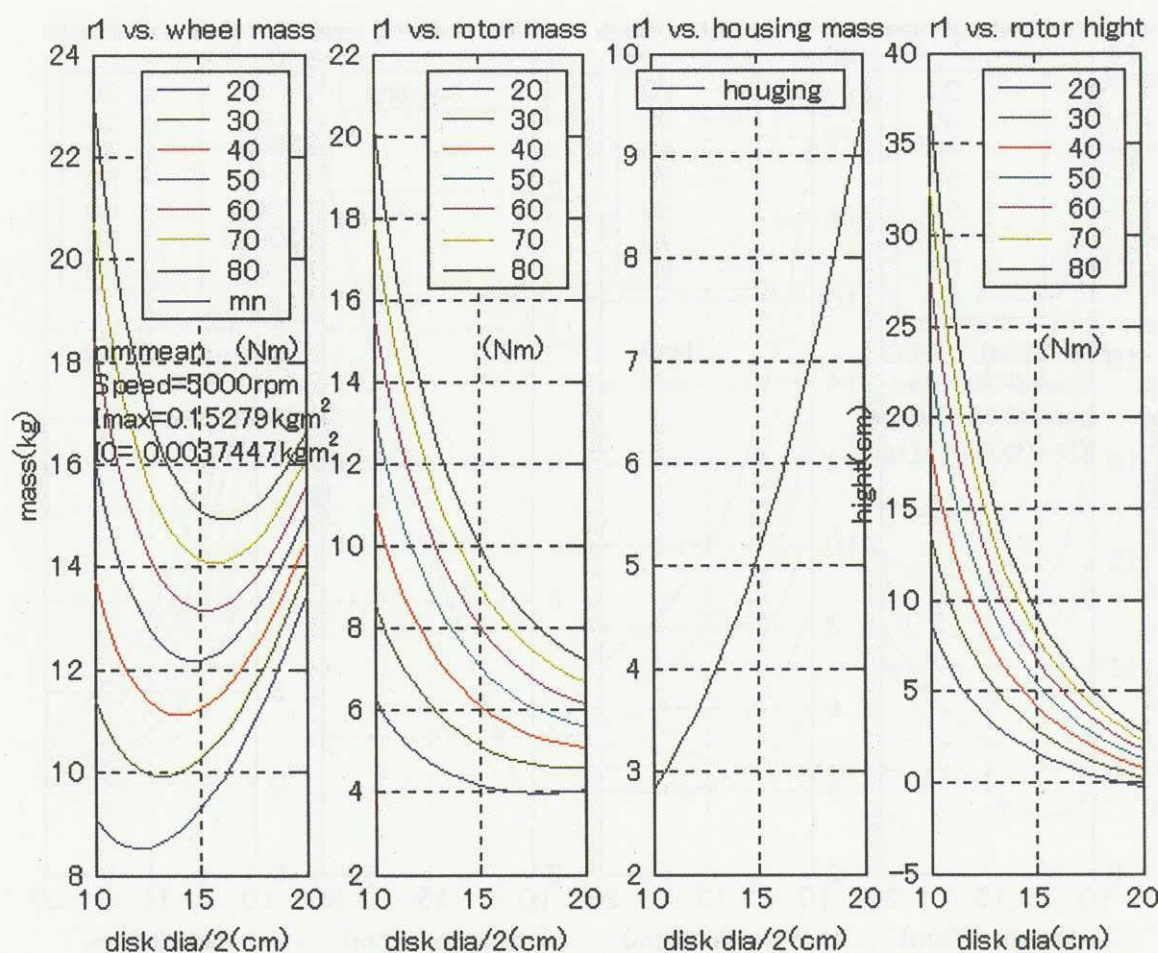 r1 vs. wheel mass
24
22
20
18
16
14
12
10
8
mass(kg)
20
30
40
50
60
70
80
mn
nm:mean (Nm)
Speed=5000rpm
Imax=0.15279kgm²
I0= 0.0037447kgm²
10 15 20
disk dia/2(cm)
r1 vs. rotor mass
22
20
18
16
14
12
10
8
6
4
2
20
30
40
50
60
70
80
(Nm)
10 15 20
disk dia/2(cm)
r1 vs. housing mass
10
9
8
7
6
5
4
3
2
houging
10 15 20
disk dia/2(cm)
r1 vs. rotor hight
40
35
30
25
20
15
10
5
0
-5
hight(cm)
20
30
40
50
60
70
80
(Nm)
10 15 20
disk dia(cm)